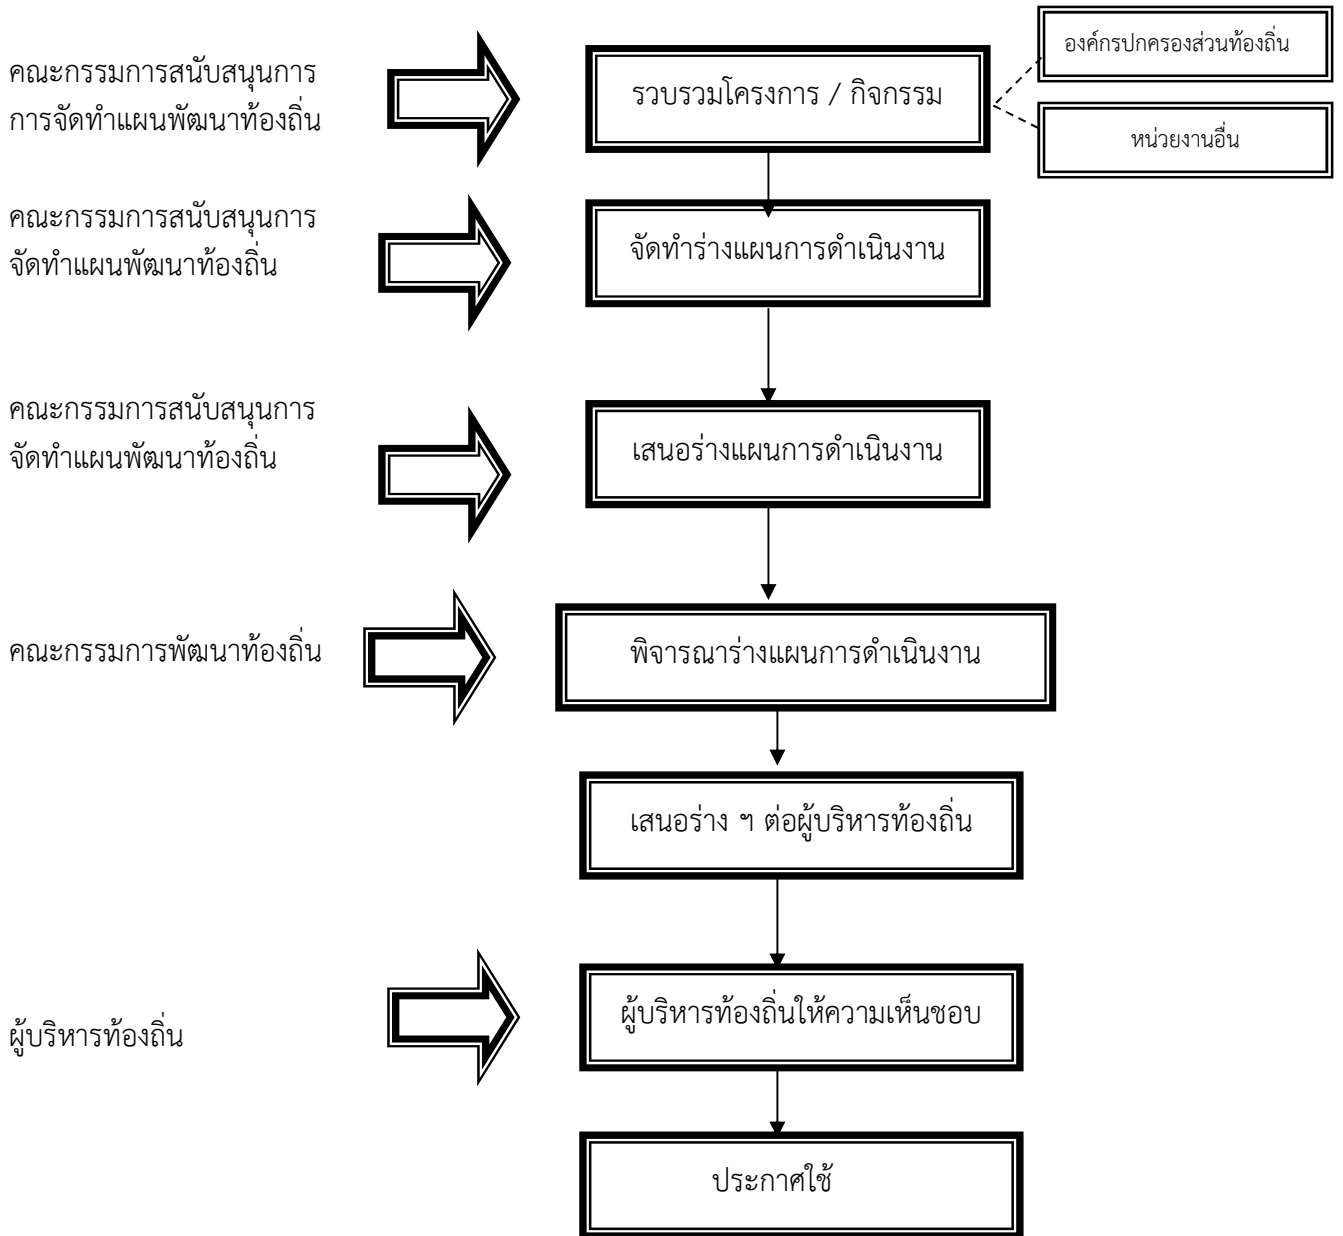 องค์กรปกครองส่วนท้องถิ่น
คณะกรรมการสนับสนุนการ
การจัดทำแผนพัฒนาท้องถิ่น
รวบรวมโครงการ / กิจกรรม
หน่วยงานอื่น
คณะกรรมการสนับสนุนการ
จัดทำแผนพัฒนาท้องถิ่น
จัดทำร่างแผนการดำเนินงาน
คณะกรรมการสนับสนุนการ
จัดทำแผนพัฒนาท้องถิ่น
เสนอร่างแผนการดำเนินงาน
คณะกรรมการพัฒนาท้องถิ่น
พิจารณาร่างแผนการดำเนินงาน
เสนอร่าง ฯ ต่อผู้บริหารท้องถิ่น
ผู้บริหารท้องถิ่น
ผู้บริหารท้องถิ่นให้ความเห็นชอบ
ประกาศใช้